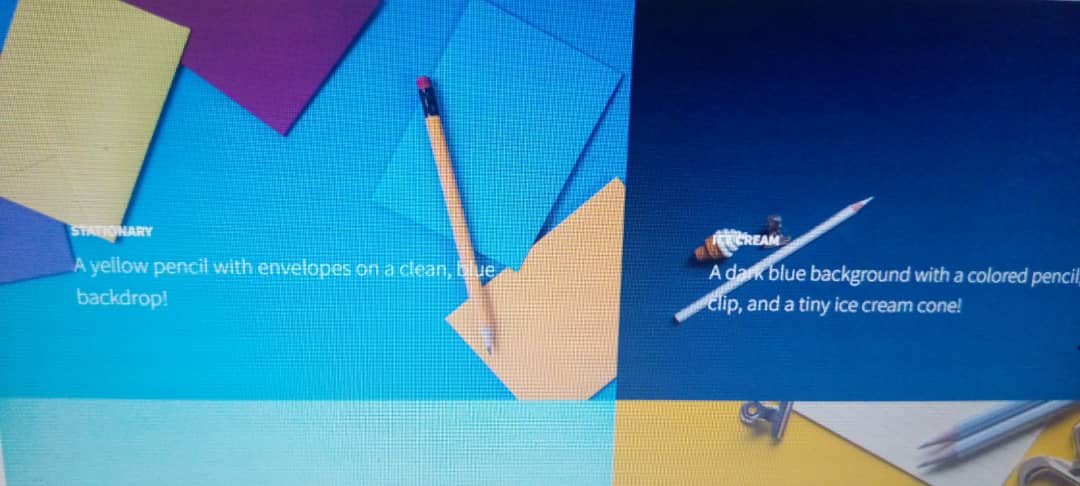 STATIONARY
A yellow pencil with envelopes on a clean, blue
backdrop!
ICE CREAM
A dark blue background with a colored pencil,
clip, and a tiny ice cream cone!